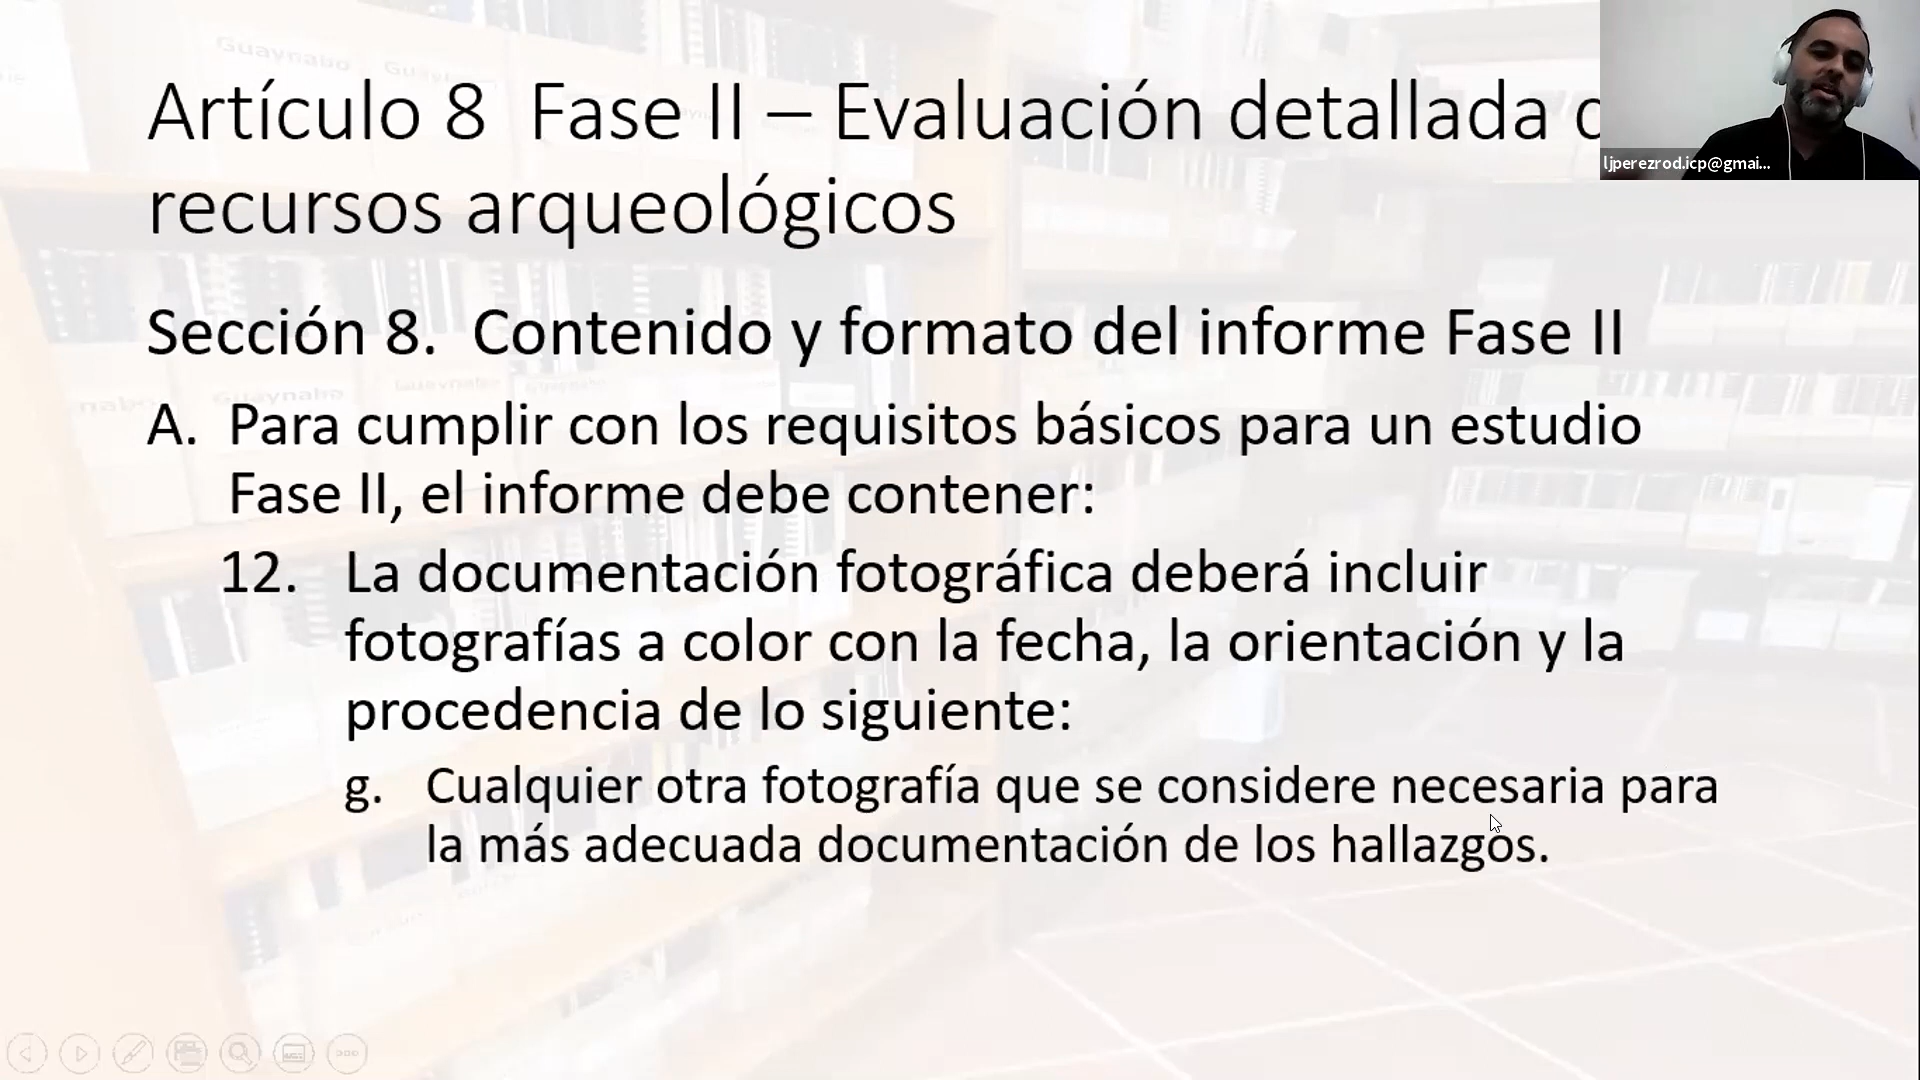 Guaynabo
Artículo 8  Fase II – Evaluación detallada
recursos arqueológicos
ljperezrod.icp@gmai...
Sección 8.  Contenido y formato del informe Fase II
Guaynabo
A. Para cumplir con los requisitos básicos para un estudio
Fase II, el informe debe contener:
12. La documentación fotográfica deberá incluir
fotografías a color con la fecha, la orientación y la
procedencia de lo siguiente:
g. Cualquier otra fotografía que se considere necesaria para
la más adecuada documentación de los hallazgos.